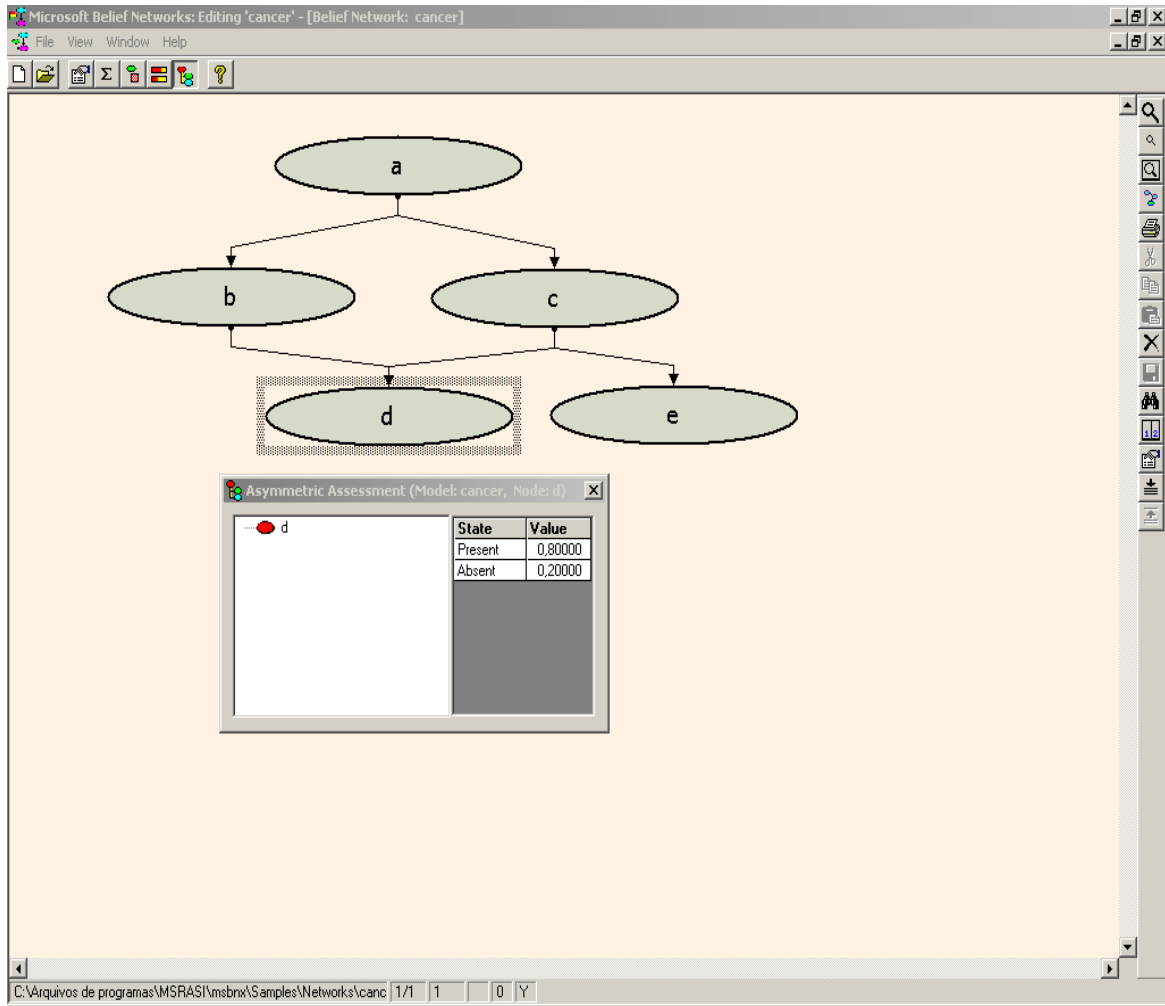 Microsoft Belief Networks: Editing 'cancer' - [Belief Network: cancer]
File View Window Help
a
b
c
d
e
Asymmetric Assessment (Model: cancer, Node: d)
d
State Value
Present 0,80000
Absent 0,20000
C:\Arquivos de programas\MSRASI\msbnx\Samples\Networks\canc 1/1 1 0 Y